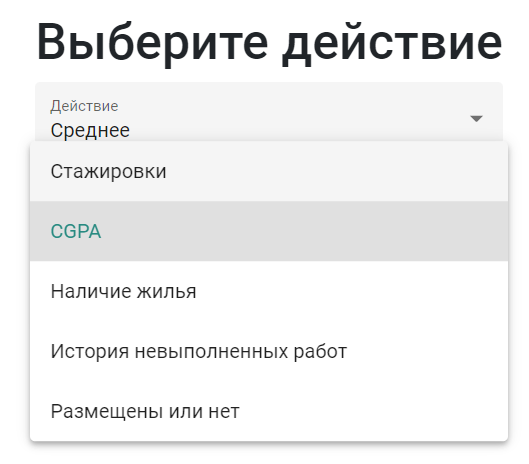 Выберите действие
Действие
Среднее
Стажировки
CGPA
Наличие жилья
История невыполненных работ
Размещены или нет